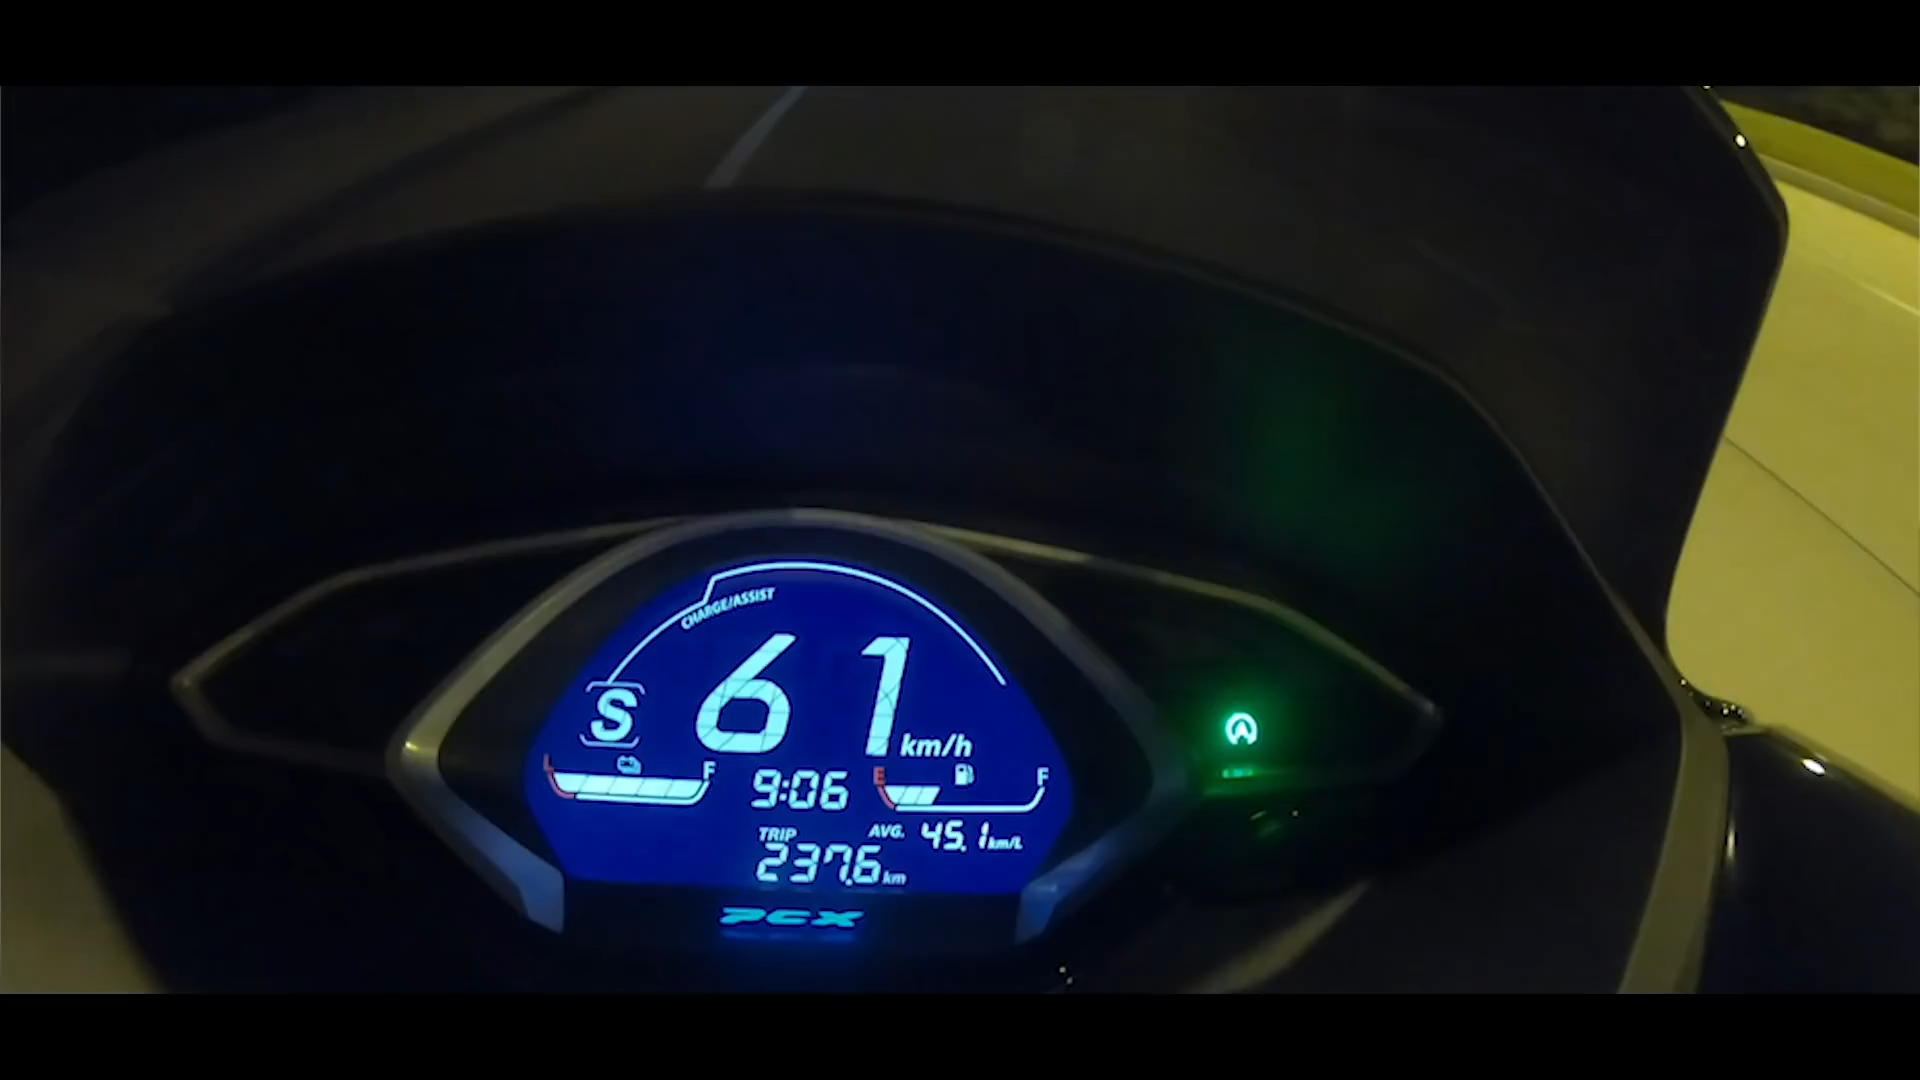 CHARGE/ASSIST
S 61 km/h
L F 9:06 E F
TRIP AVG. 45.1 km/L
237.6 km
PCX